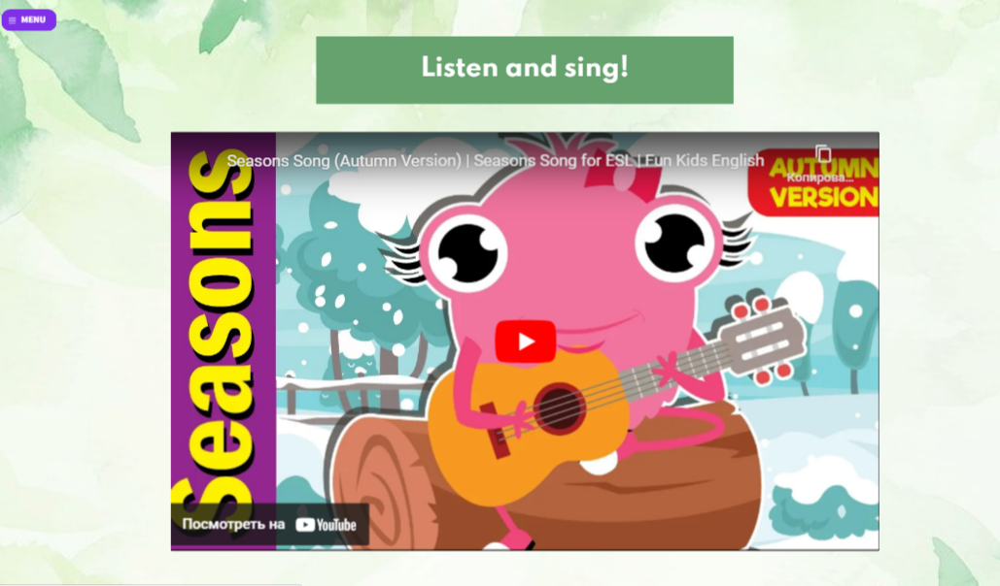 MENU
Listen and sing!
Seasons Song (Autumn Version) | Seasons Song for ESL | Fun Kids English
Копирова...
AUTUMN
VERSION
Seasons
Посмотреть на YouTube